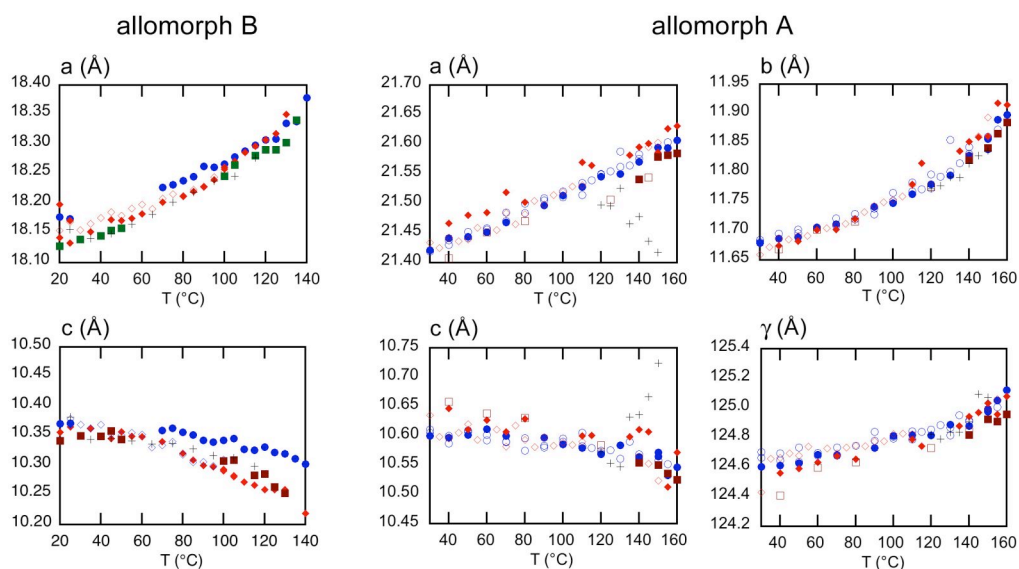 allomorph B
allomorph A
a (Å)
18.40
18.35
18.30
18.25
18.20
18.15
18.10
20 40 60 80 100 120 140
T (°C)
a (Å)
21.70
21.65
21.60
21.55
21.50
21.45
21.40
40 60 80 100 120 140 160
T (°C)
b (Å)
11.95
11.90
11.85
11.80
11.75
11.70
11.65
40 60 80 100 120 140 160
T (°C)
c (Å)
10.50
10.45
10.40
10.35
10.30
10.25
10.20
20 40 60 80 100 120 140
T (°C)
c (Å)
10.75
10.70
10.65
10.60
10.55
10.50
10.45
40 60 80 100 120 140 160
T (°C)
γ (Å)
125.4
125.2
125.0
124.8
124.6
124.4
124.2
40 60 80 100 120 140 160
T (°C)